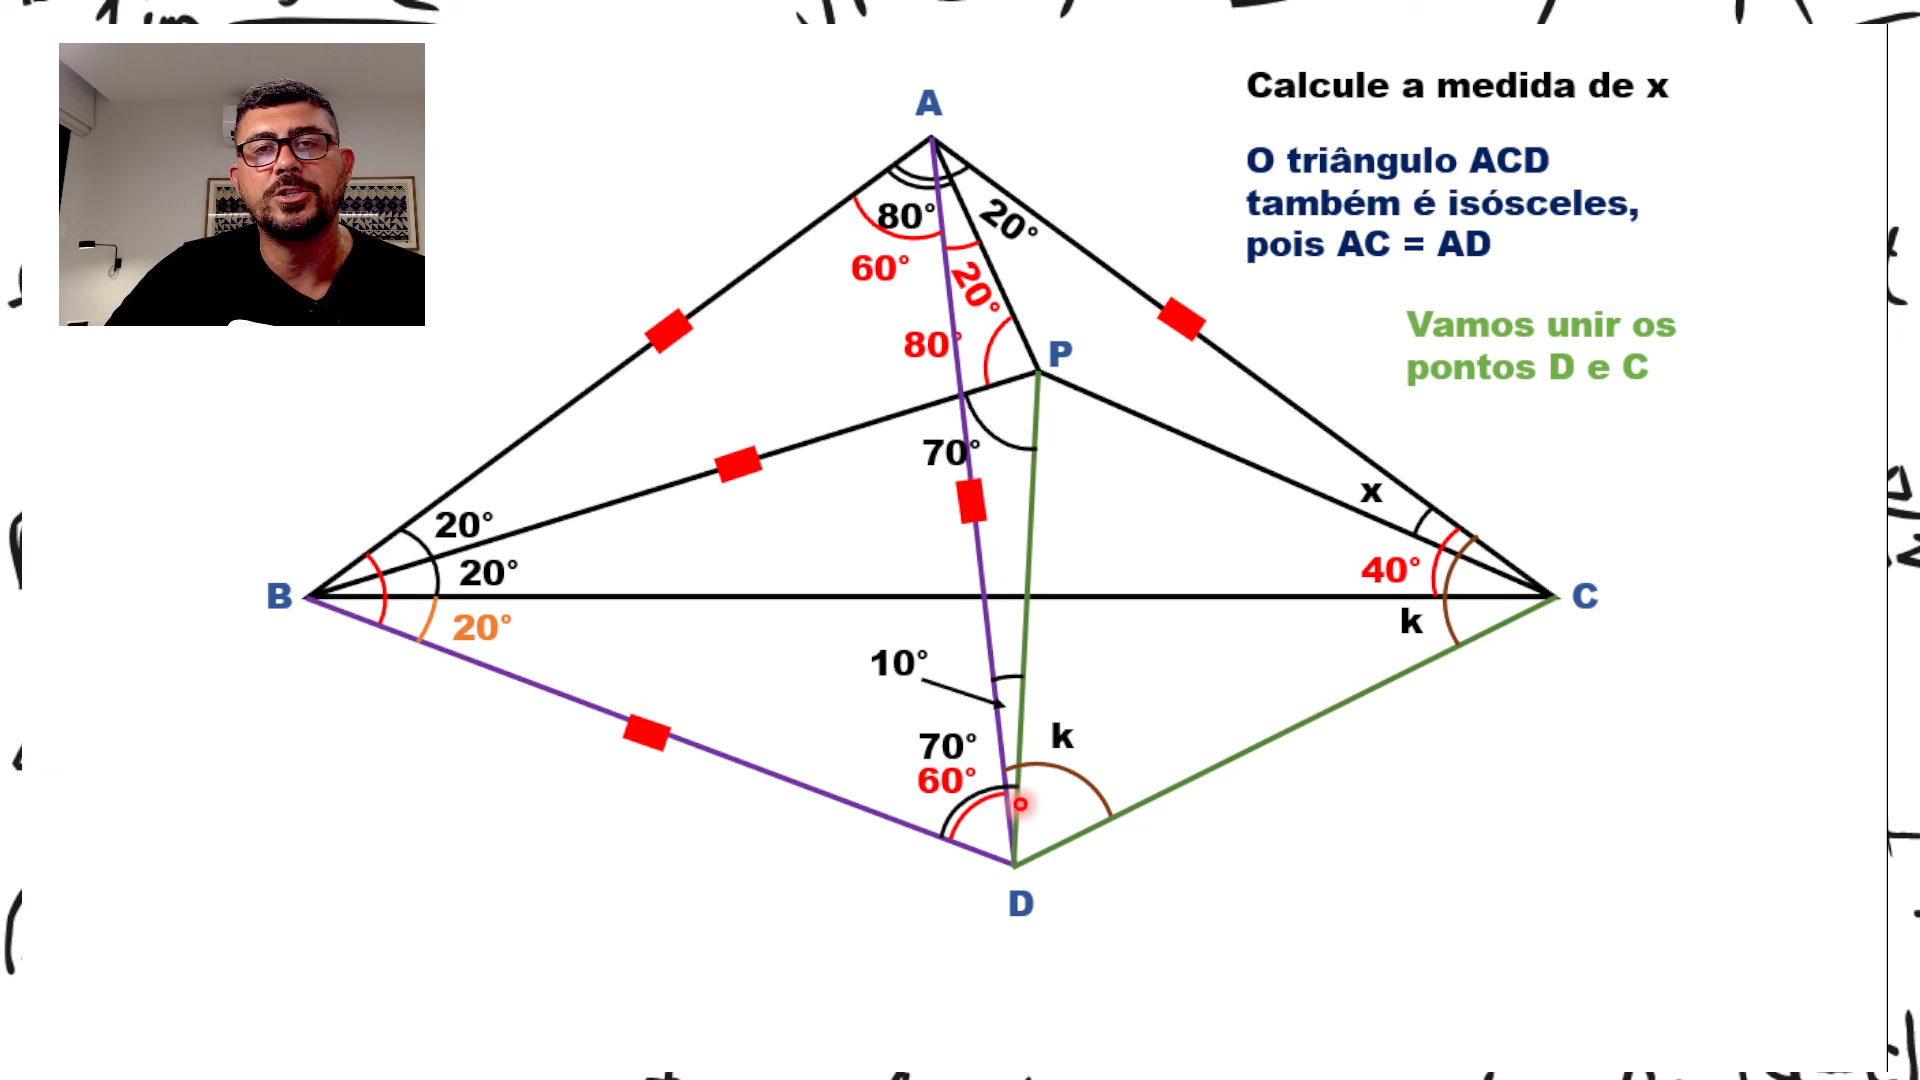 Calcule a medida de x
A
O triângulo ACD
também é isósceles,
pois AC = AD
80°
20°
60°
20°
Vamos unir os
pontos D e C
80°
P
70°
x
20°
20°
40°
B
C
20°
k
10°
70°
k
60°
D